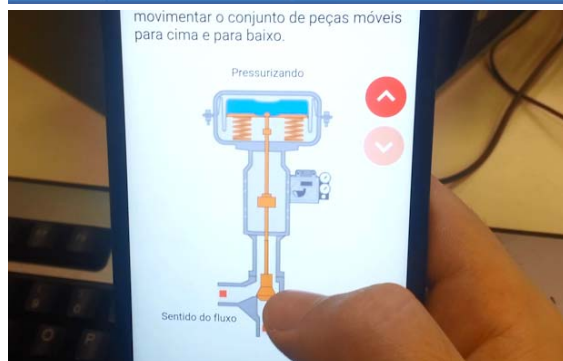 movimentar o conjunto de peças móveis
para cima e para baixo.
Pressurizando
Sentido do fluxo